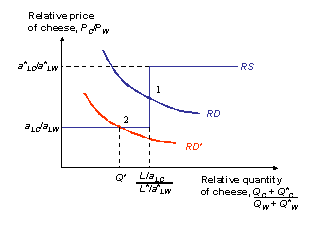 Relative price
of cheese, P_C/P_W
a*_LC/a*_LW
RS
1
RD
a_LC/a_LW
2
RD'
Q'
L/a_LC
L*/a*_LW
Relative quantity
of cheese, Q_C + Q*_C
Q_W + Q*_W